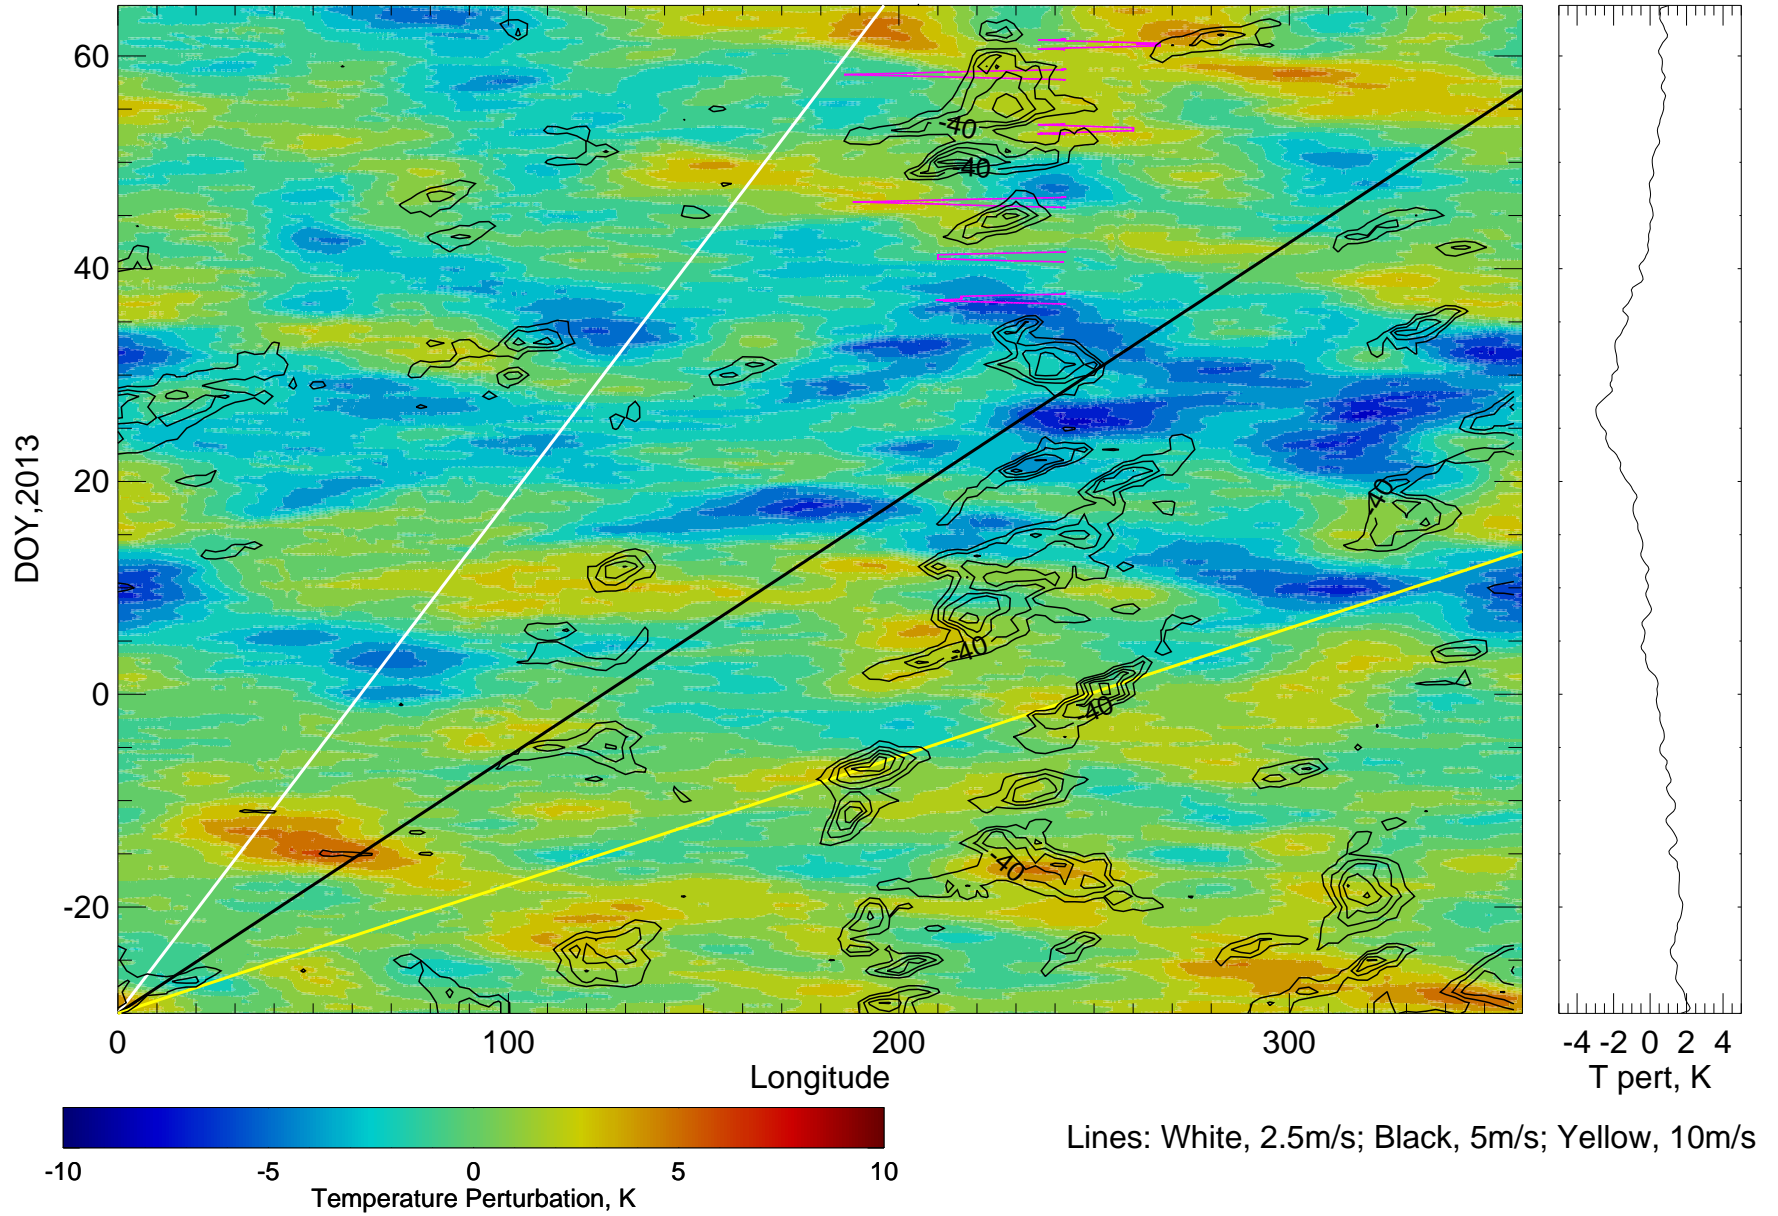 60
40
20
0
-20
DOY,2013
-40
-40
-40
-40
-40
-40
0 100 200 300
Longitude
-4 -2 0 2 4
T pert, K
-10 -5 0 5 10
Temperature Perturbation, K
Lines: White, 2.5m/s; Black, 5m/s; Yellow, 10m/s